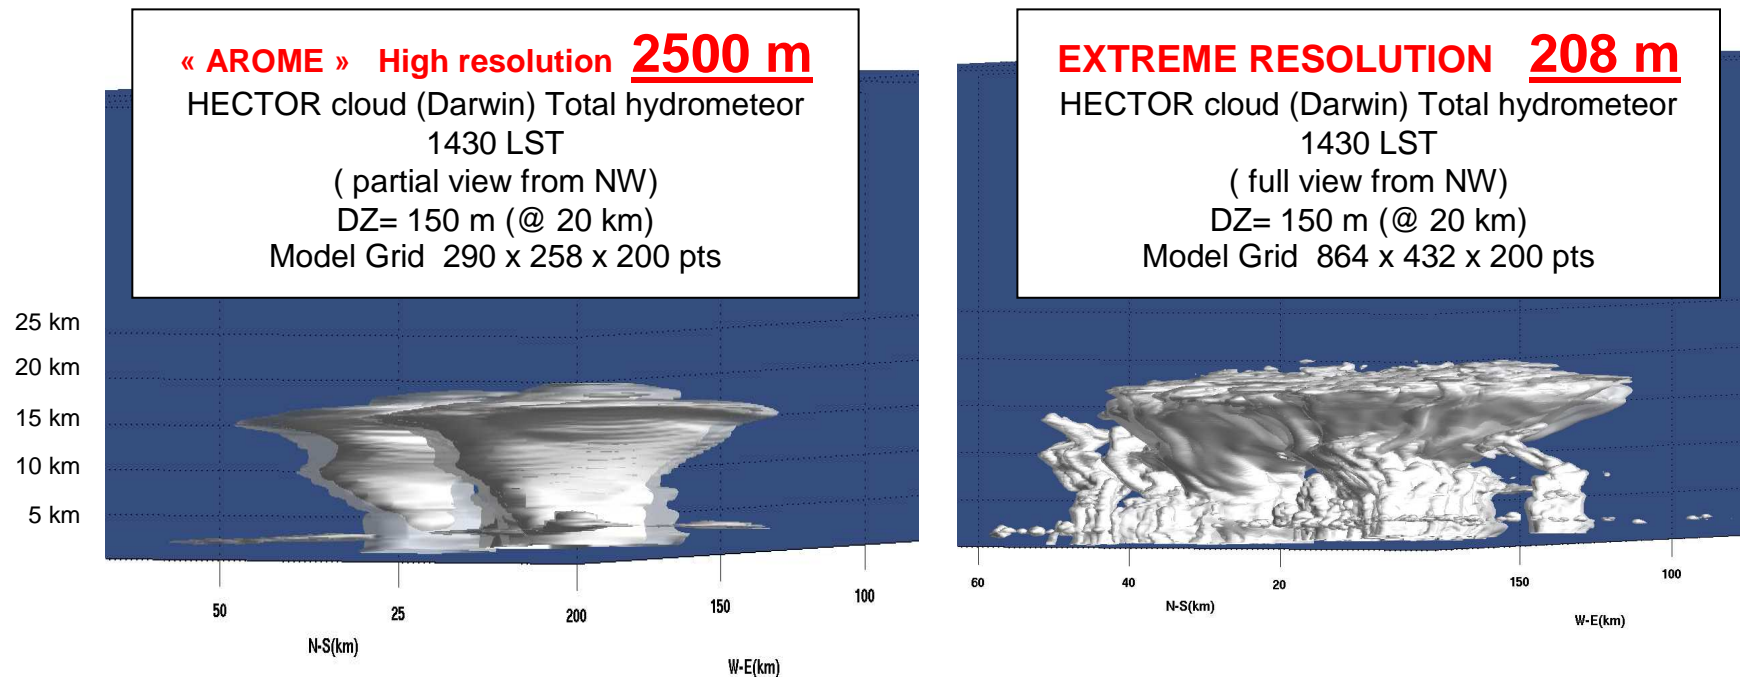 « AROME » High resolution 2500 m
HECTOR cloud (Darwin) Total hydrometeor
1430 LST
( partial view from NW)
DZ= 150 m (@ 20 km)
Model Grid 290 x 258 x 200 pts
25 km
20 km
15 km
10 km
5 km
50
25
200
150
100
N-S(km)
W-E(km)
EXTREME RESOLUTION 208 m
HECTOR cloud (Darwin) Total hydrometeor
1430 LST
( full view from NW)
DZ= 150 m (@ 20 km)
Model Grid 864 x 432 x 200 pts
60
40
20
150
100
N-S(km)
W-E(km)